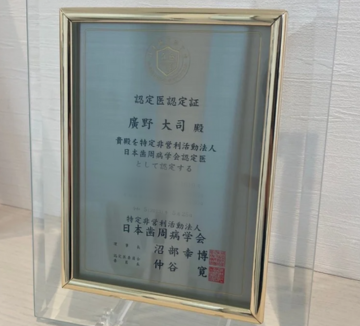 認定医認定証
廣野 大司 殿
貴殿を特定非営利活動法人
日本歯周病学会認定医
として認定する
特定非営利活動法人
日本歯周病学会
沼部幸博
仲谷 寛